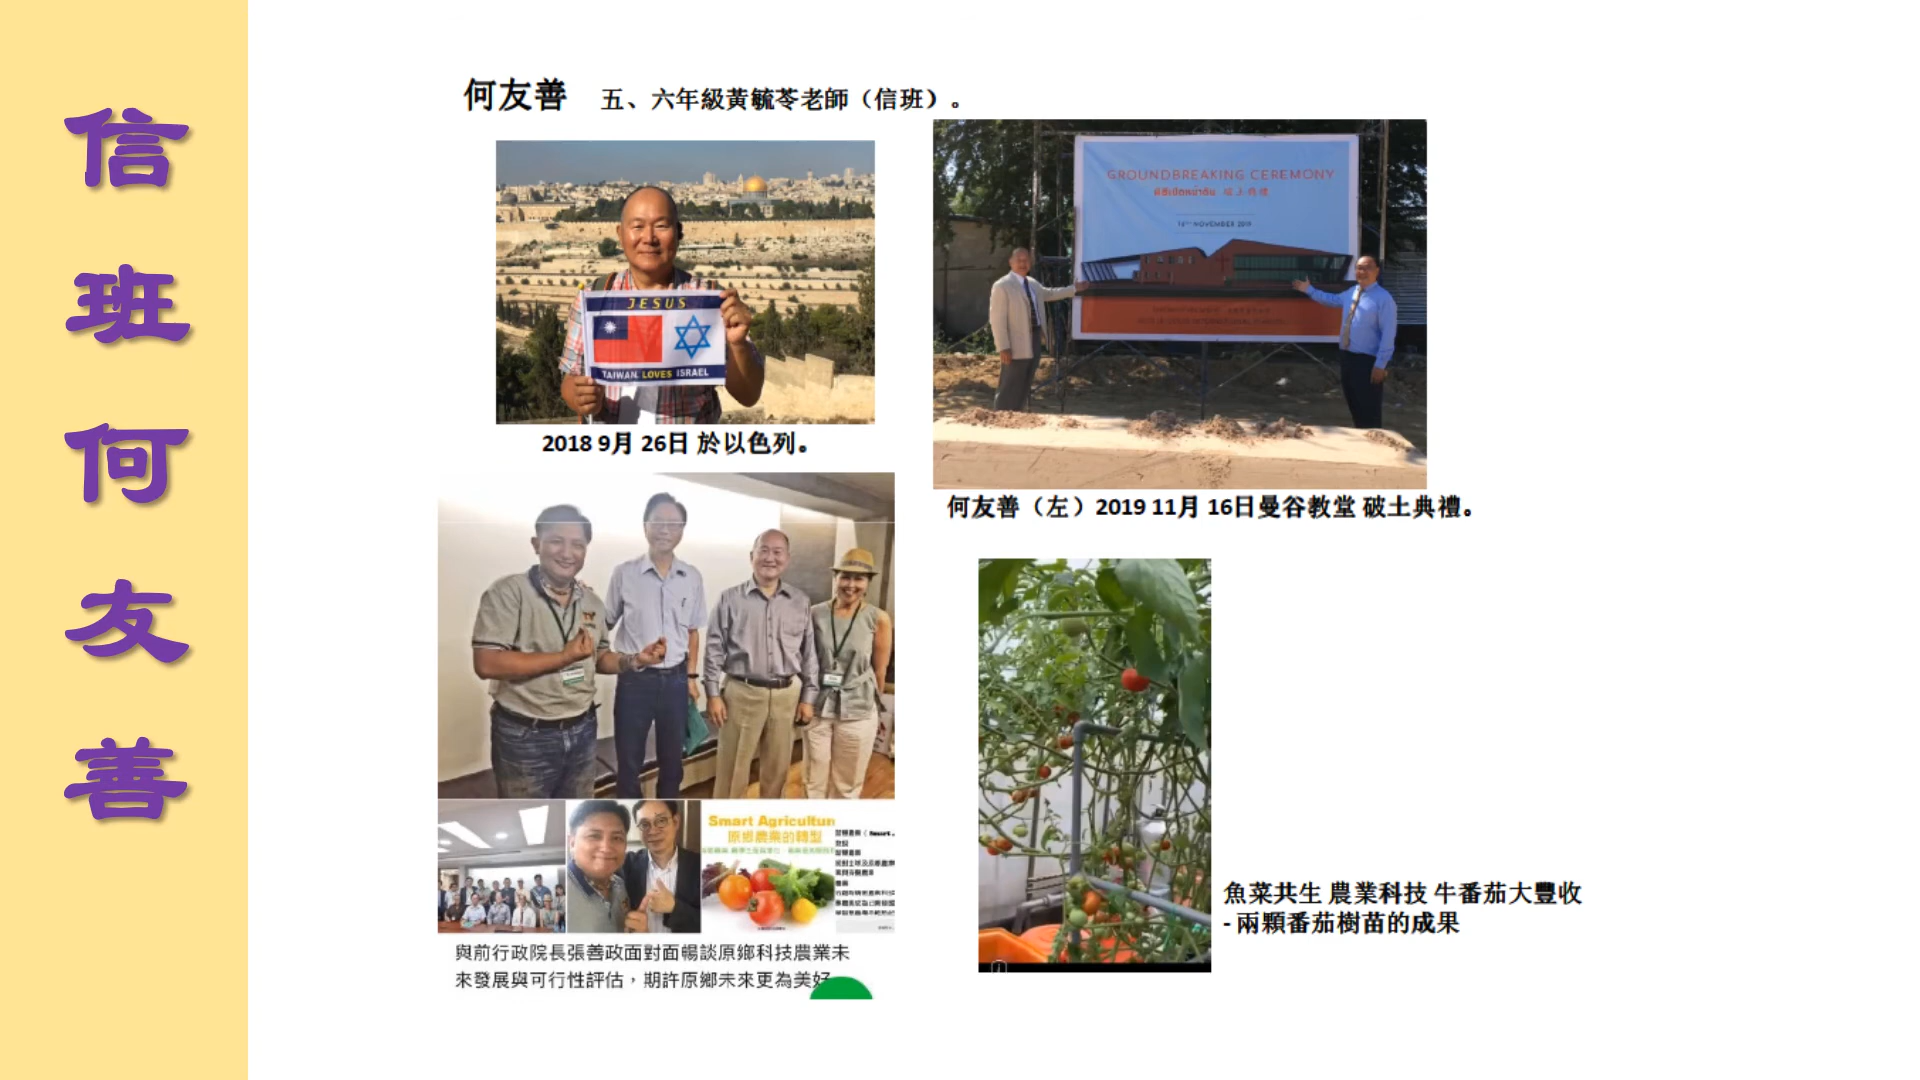 信
班
何
友
善
何友善 五、六年級黃毓苓老師（信班）。
JESUS
TAIWAN LOVES ISRAEL
2018 9月 26日 於以色列。
GROUNDBREAKING CEREMONY
16TH NOVEMBER 2019
何友善（左）2019 11月 16日曼谷教堂 破土典禮。
Smart Agricultur
原鄉農業的轉型
與前行政院長張善政面對面暢談原鄉科技農業未
來發展與可行性評估，期許原鄉未來更為美好
魚菜共生 農業科技 牛番茄大豐收
- 兩顆番茄樹苗的成果